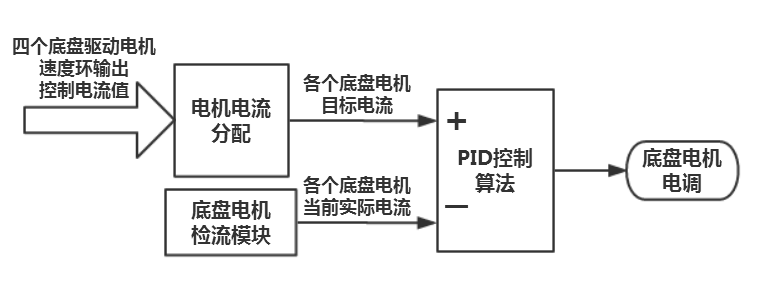 四个底盘驱动电机
速度环输出
控制电流值
电机电流
分配
各个底盘电机
目标电流
底盘电机
检流模块
各个底盘电机
当前实际电流
+
PID控制
算法
—
底盘电机
电调